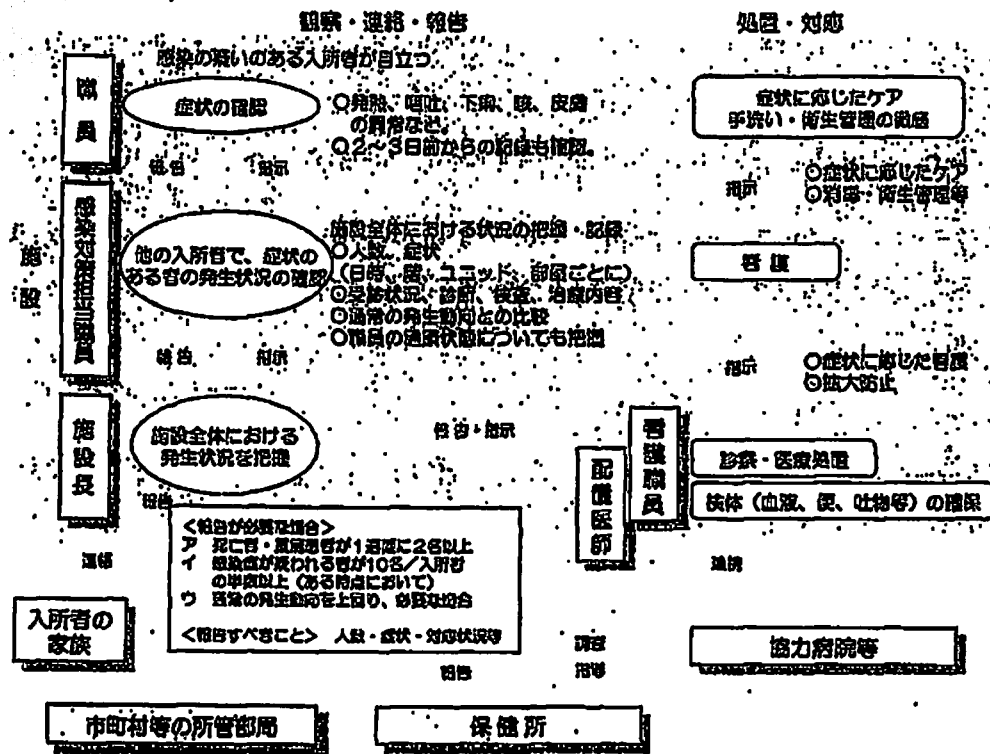 観察・連絡・報告
処置・対応
感染の疑いのある入所者が目立つ
職員
症状の確認
○発熱、嘔吐、下痢、咳、皮膚
の異常など。
○2～3日前からの記録も確認。
症状に応じたケア
手洗い・衛生管理の徹底
報告
指示
指示
○症状に応じたケア
○消毒・衛生管理等
施設
感染対策担当職員
他の入所者で、症状の
ある者の発生状況の確認
施設全体における状況の把握・記録
○人数、症状
（日時、階、ユニット、部屋ごとに）
○受診状況、診断、検査、治療内容
○通常の発生動向との比較
○職員の健康状態についても把握
看護
報告
指示
指示
○症状に応じた看護
○拡大防止
施設長
施設全体における
発生状況を把握
報告・指示
配置医師
看護職員
診察・医療処置
検体（血液、便、吐物等）の確保
報告
＜報告が必要な場合＞
ア 死亡者・重篤患者が1週間に2名以上
イ 感染症が疑われる者が10名／入所者
の半数以上（ある時点において）
ウ 通常の発生動向を上回り、必要な場合
＜報告すべきこと＞ 人数・症状・対応状況等
連絡
連携
入所者の
家族
報告
調査
指導
協力病院等
市町村等の所管部局
保健所